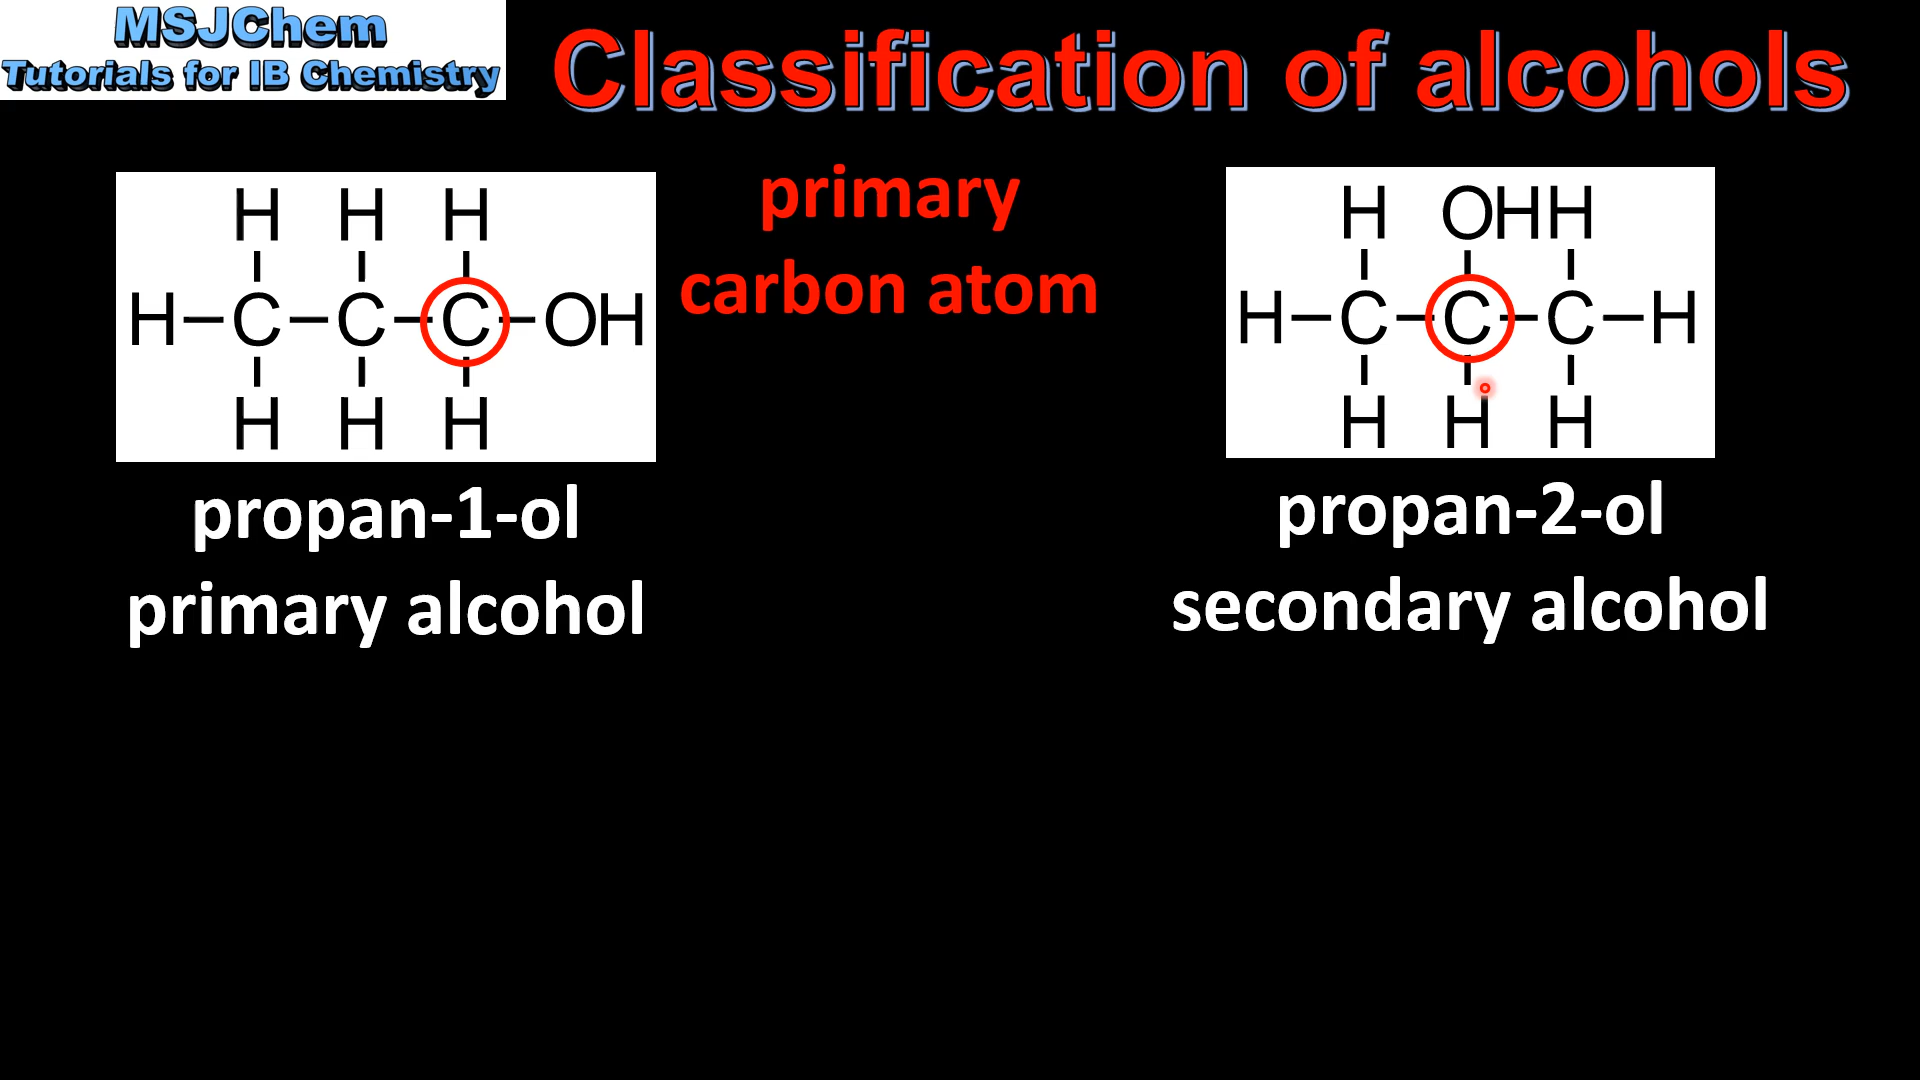 MSJChem
Tutorials for IB Chemistry
Classification of alcohols
H H H
H C C C OH
H H H
propan-1-ol
primary alcohol
primary
carbon atom
H OH H
H C C C H
H H H
propan-2-ol
secondary alcohol